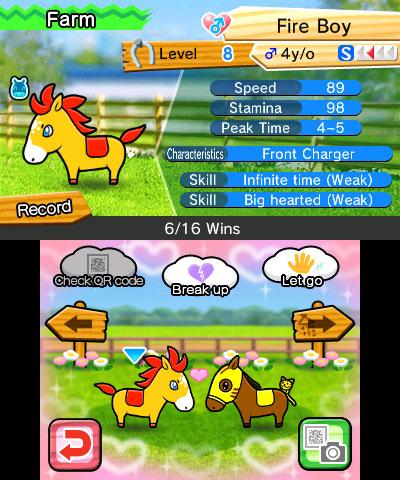 Farm
Fire Boy
Level 8
♂ 4y/o S
Speed 89
Stamina 98
Peak Time 4~5
Characteristics Front Charger
Skill Infinite time (Weak)
Skill Big hearted (Weak)
Record
6/16 Wins
Check QR code
Break up
Let go